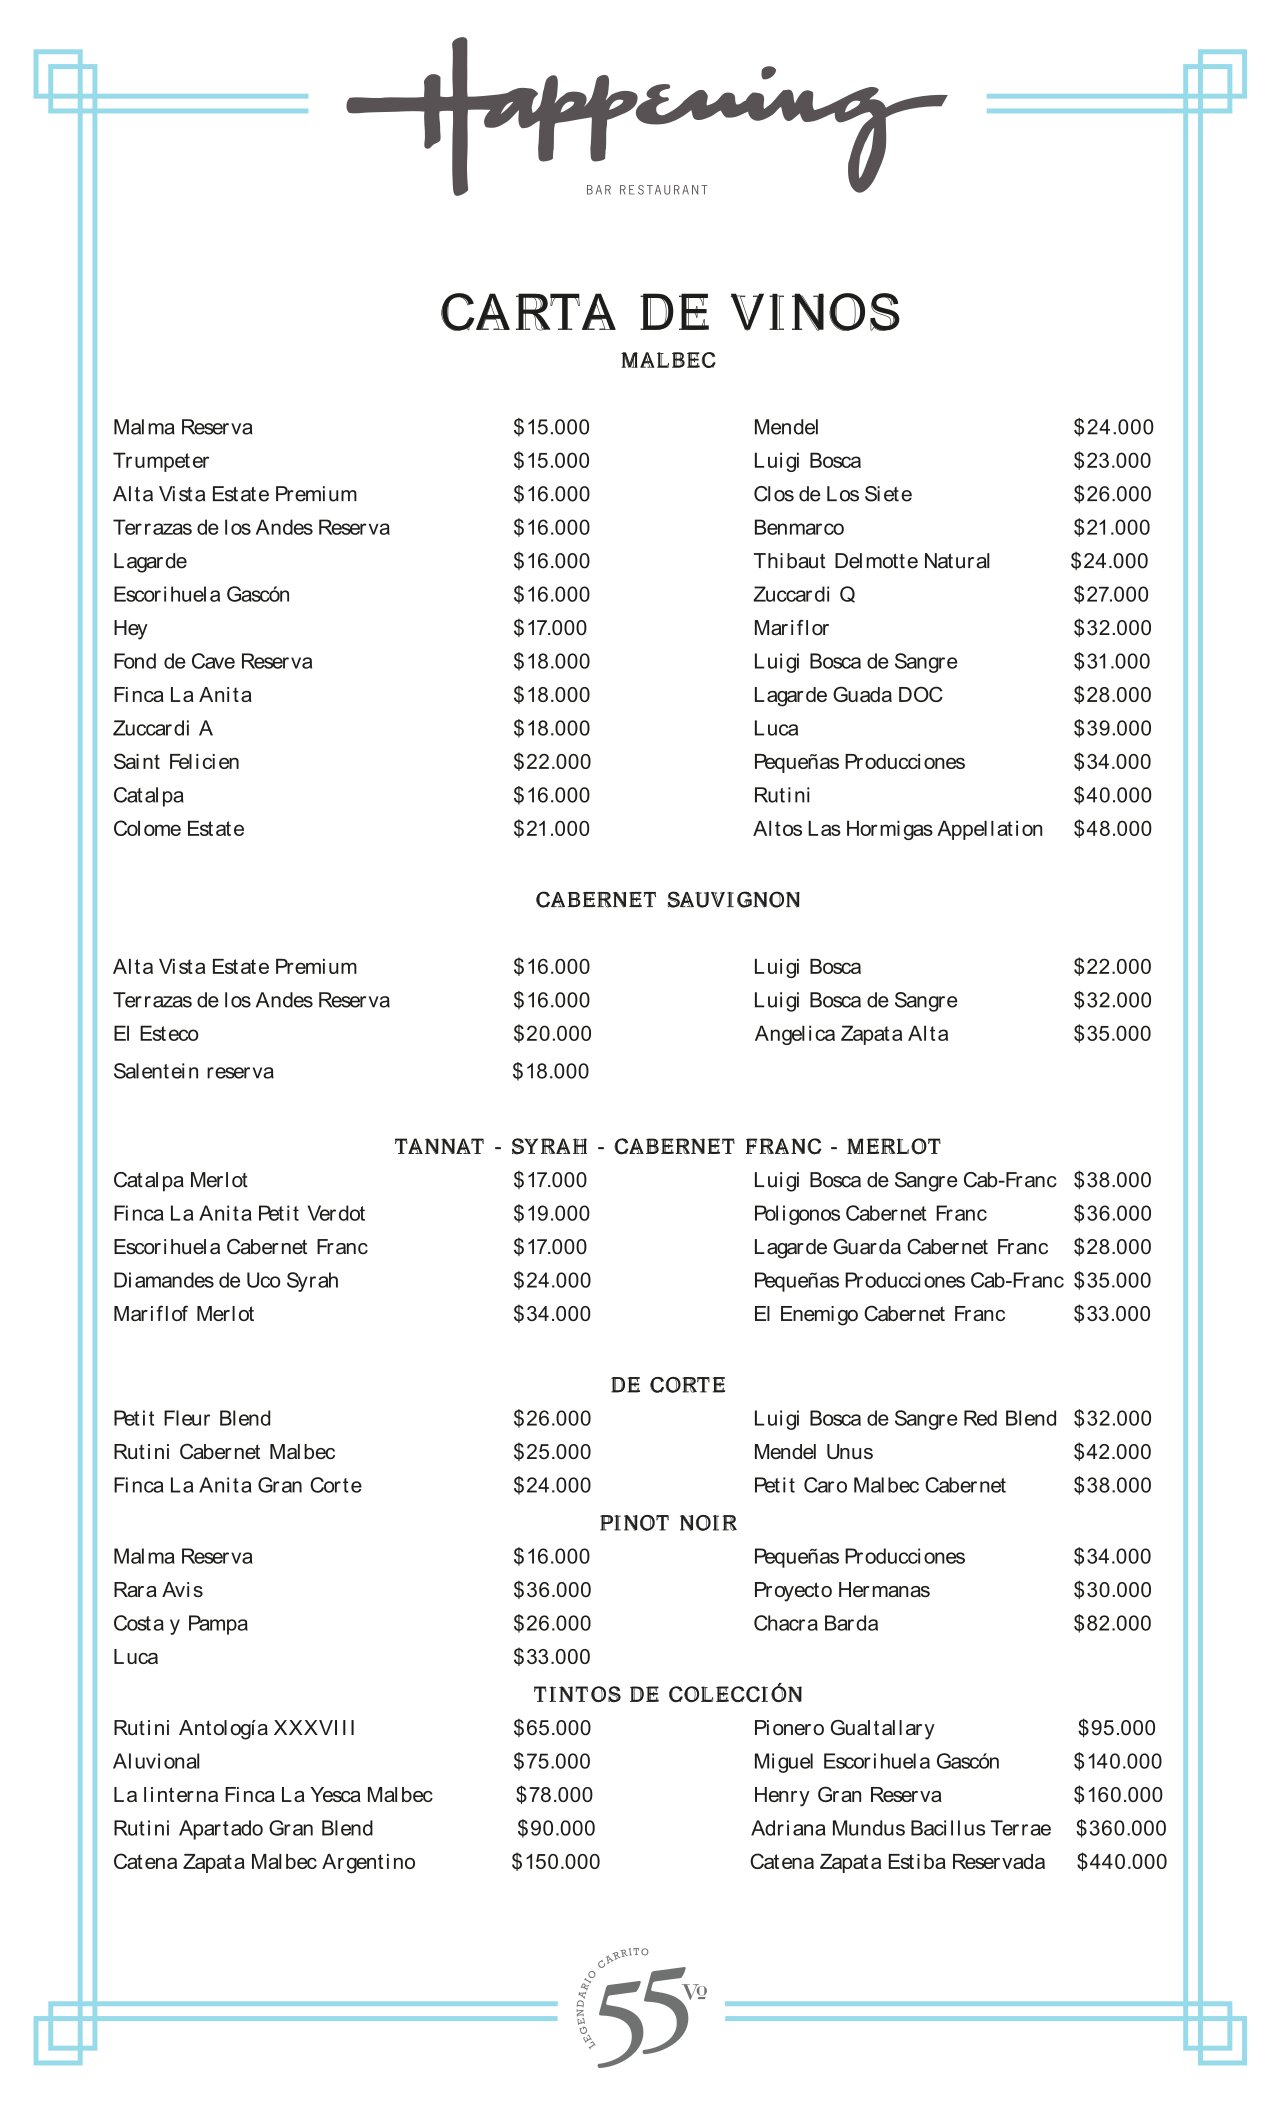 Happening
BAR RESTAURANT
CARTA DE VINOS
MALBEC
Malma Reserva $15.000 Mendel $24.000
Trumpeter $15.000 Luigi Bosca $23.000
Alta Vista Estate Premium $16.000 Clos de Los Siete $26.000
Terrazas de los Andes Reserva $16.000 Benmarco $21.000
Lagarde $16.000 Thibaut Delmotte Natural $24.000
Escorihuela Gascón $16.000 Zuccardi Q $27.000
Hey $17.000 Mariflor $32.000
Fond de Cave Reserva $18.000 Luigi Bosca de Sangre $31.000
Finca La Anita $18.000 Lagarde Guada DOC $28.000
Zuccardi A $18.000 Luca $39.000
Saint Felicien $22.000 Pequeñas Producciones $34.000
Catalpa $16.000 Rutini $40.000
Colome Estate $21.000 Altos Las Hormigas Appellation $48.000
CABERNET SAUVIGNON
Alta Vista Estate Premium $16.000 Luigi Bosca $22.000
Terrazas de los Andes Reserva $16.000 Luigi Bosca de Sangre $32.000
El Esteco $20.000 Angelica Zapata Alta $35.000
Salentein reserva $18.000
TANNAT - SYRAH - CABERNET FRANC - MERLOT
Catalpa Merlot $17.000 Luigi Bosca de Sangre Cab-Franc $38.000
Finca La Anita Petit Verdot $19.000 Poligonos Cabernet Franc $36.000
Escorihuela Cabernet Franc $17.000 Lagarde Guarda Cabernet Franc $28.000
Diamandes de Uco Syrah $24.000 Pequeñas Producciones Cab-Franc $35.000
Mariflof Merlot $34.000 El Enemigo Cabernet Franc $33.000
DE CORTE
Petit Fleur Blend $26.000 Luigi Bosca de Sangre Red Blend $32.000
Rutini Cabernet Malbec $25.000 Mendel Unus $42.000
Finca La Anita Gran Corte $24.000 Petit Caro Malbec Cabernet $38.000
PINOT NOIR
Malma Reserva $16.000 Pequeñas Producciones $34.000
Rara Avis $36.000 Proyecto Hermanas $30.000
Costa y Pampa $26.000 Chacra Barda $82.000
Luca $33.000
TINTOS DE COLECCIÓN
Rutini Antología XXXVIII $65.000 Pionero Gualtallary $95.000
Aluvional $75.000 Miguel Escorihuela Gascón $140.000
La linterna Finca La Yesca Malbec $78.000 Henry Gran Reserva $160.000
Rutini Apartado Gran Blend $90.000 Adriana Mundus Bacillus Terrae $360.000
Catena Zapata Malbec Argentino $150.000 Catena Zapata Estiba Reservada $440.000
LEGENDARIO CARRITO
55 Vº